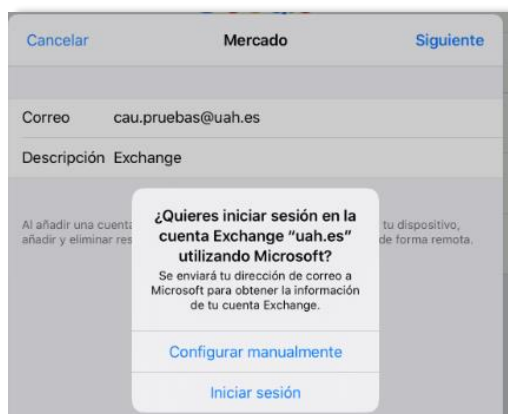 Cancelar Mercado Siguiente
Correo cau.pruebas@uah.es
Descripción Exchange
¿Quieres iniciar sesión en la
cuenta Exchange “uah.es”
utilizando Microsoft?
Se enviará tu dirección de correo a
Microsoft para obtener la información
de tu cuenta Exchange.
Al añadir una cuenta tu dispositivo,
añadir y eliminar res de forma remota.
Configurar manualmente
Iniciar sesión